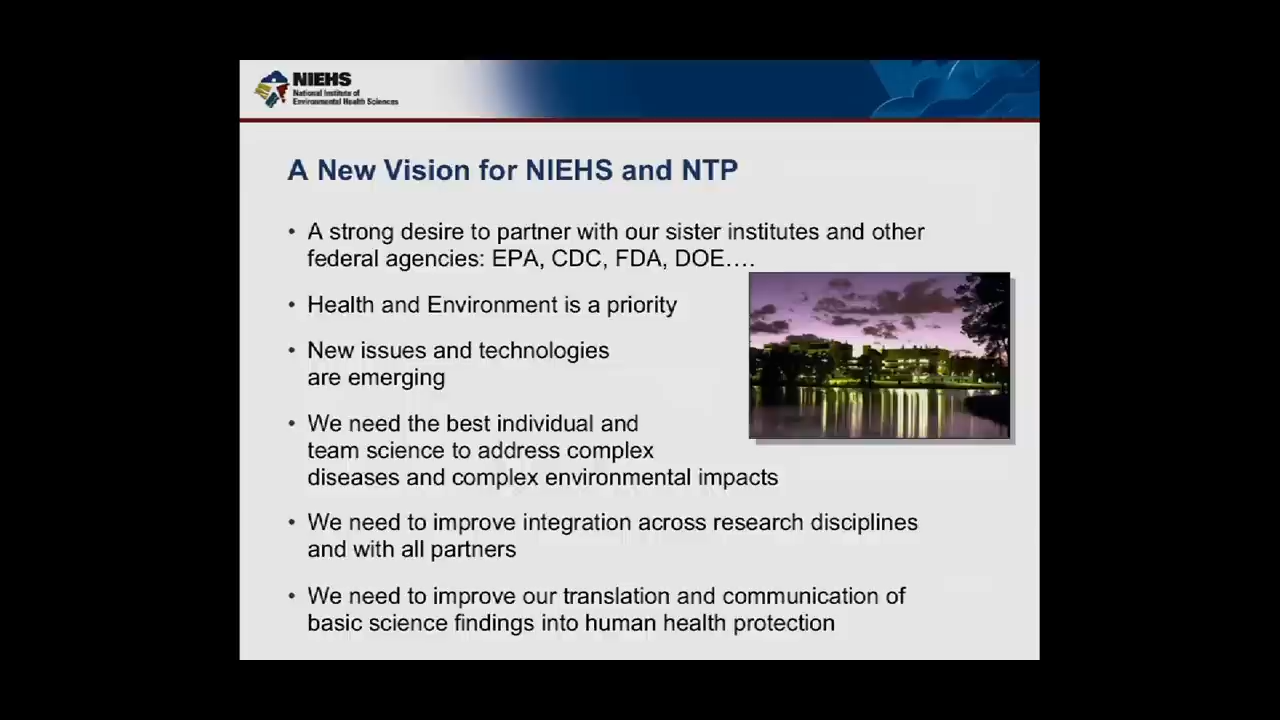 NIEHS
National Institute of
Environmental Health Sciences
A New Vision for NIEHS and NTP
• A strong desire to partner with our sister institutes and other
federal agencies: EPA, CDC, FDA, DOE….
• Health and Environment is a priority
• New issues and technologies
are emerging
• We need the best individual and
team science to address complex
diseases and complex environmental impacts
• We need to improve integration across research disciplines
and with all partners
• We need to improve our translation and communication of
basic science findings into human health protection